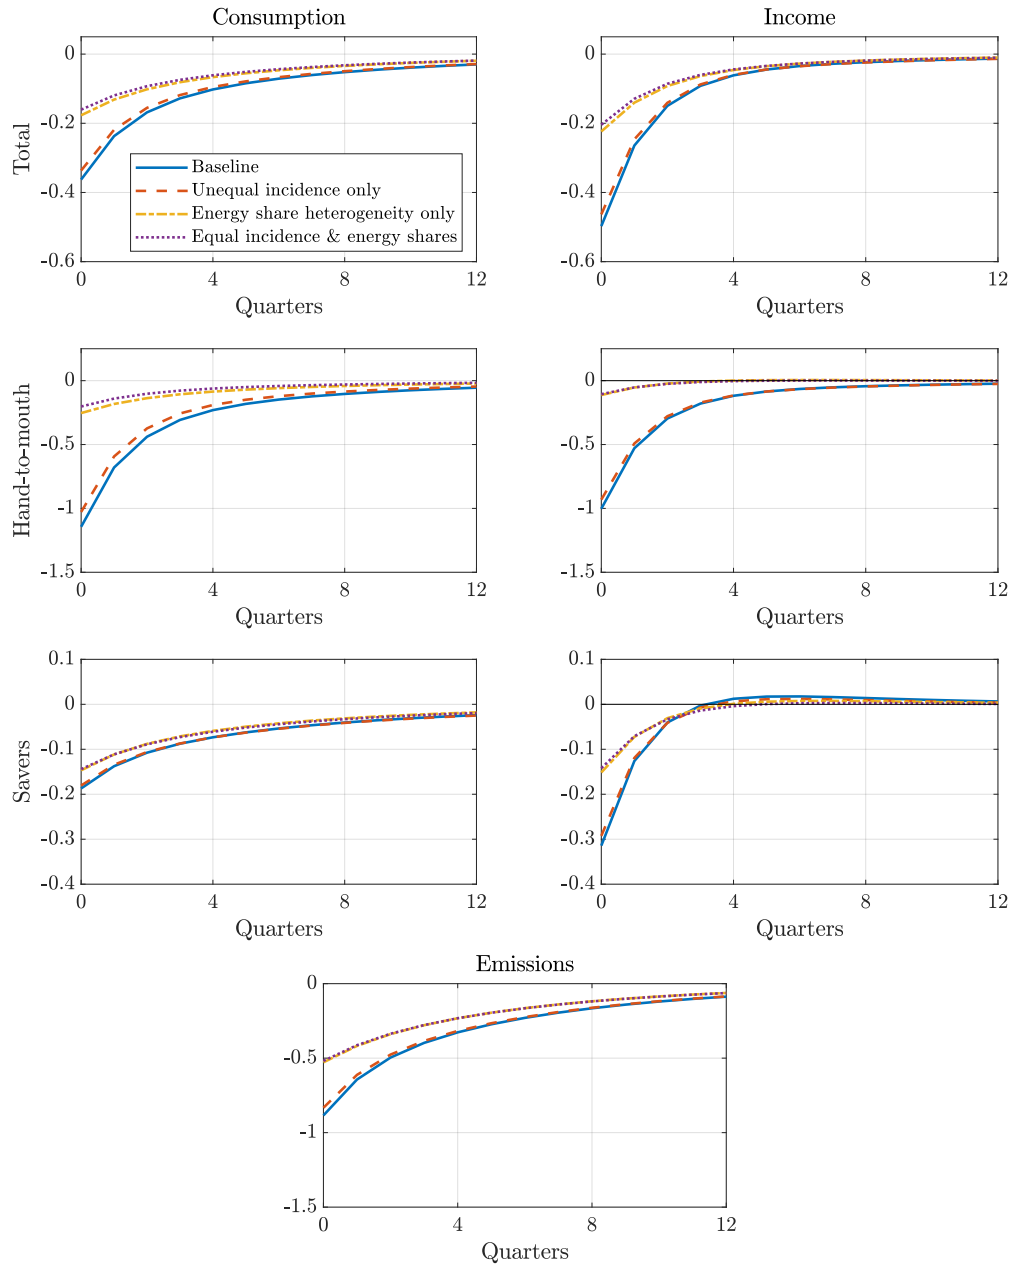 Consumption
Income
Total
0
-0.2
-0.4
-0.6
Baseline
Unequal incidence only
Energy share heterogeneity only
Equal incidence & energy shares
0 4 8 12
Quarters
0
-0.2
-0.4
-0.6
0 4 8 12
Quarters
Hand-to-mouth
0
-0.5
-1
-1.5
0 4 8 12
Quarters
0
-0.5
-1
-1.5
0 4 8 12
Quarters
Savers
0.1
0
-0.1
-0.2
-0.3
-0.4
0 4 8 12
Quarters
0.1
0
-0.1
-0.2
-0.3
-0.4
0 4 8 12
Quarters
Emissions
0
-0.5
-1
-1.5
0 4 8 12
Quarters